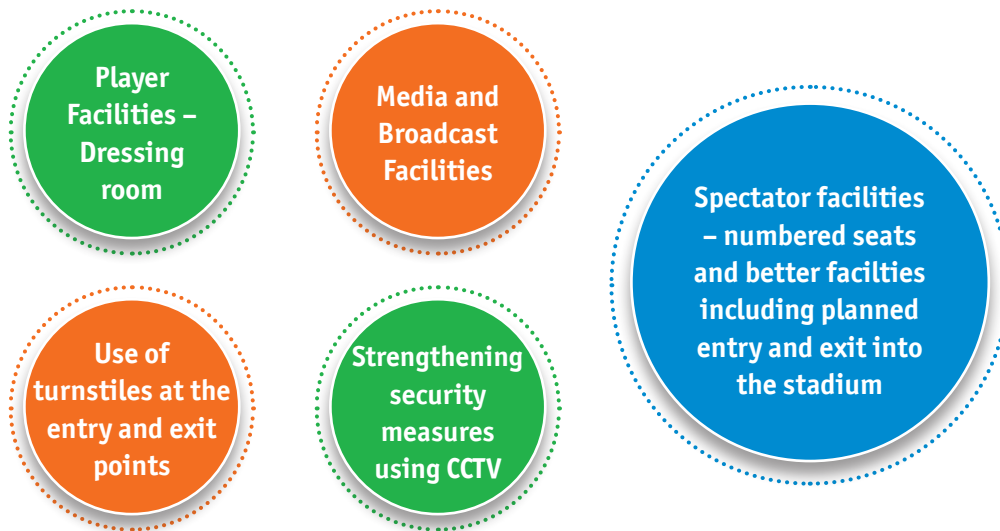 Player
Facilities –
Dressing
room
Media and
Broadcast
Facilities
Spectator facilities
– numbered seats
and better facilties
including planned
entry and exit into
the stadium
Use of
turnstiles at the
entry and exit
points
Strengthening
security
measures
using CCTV